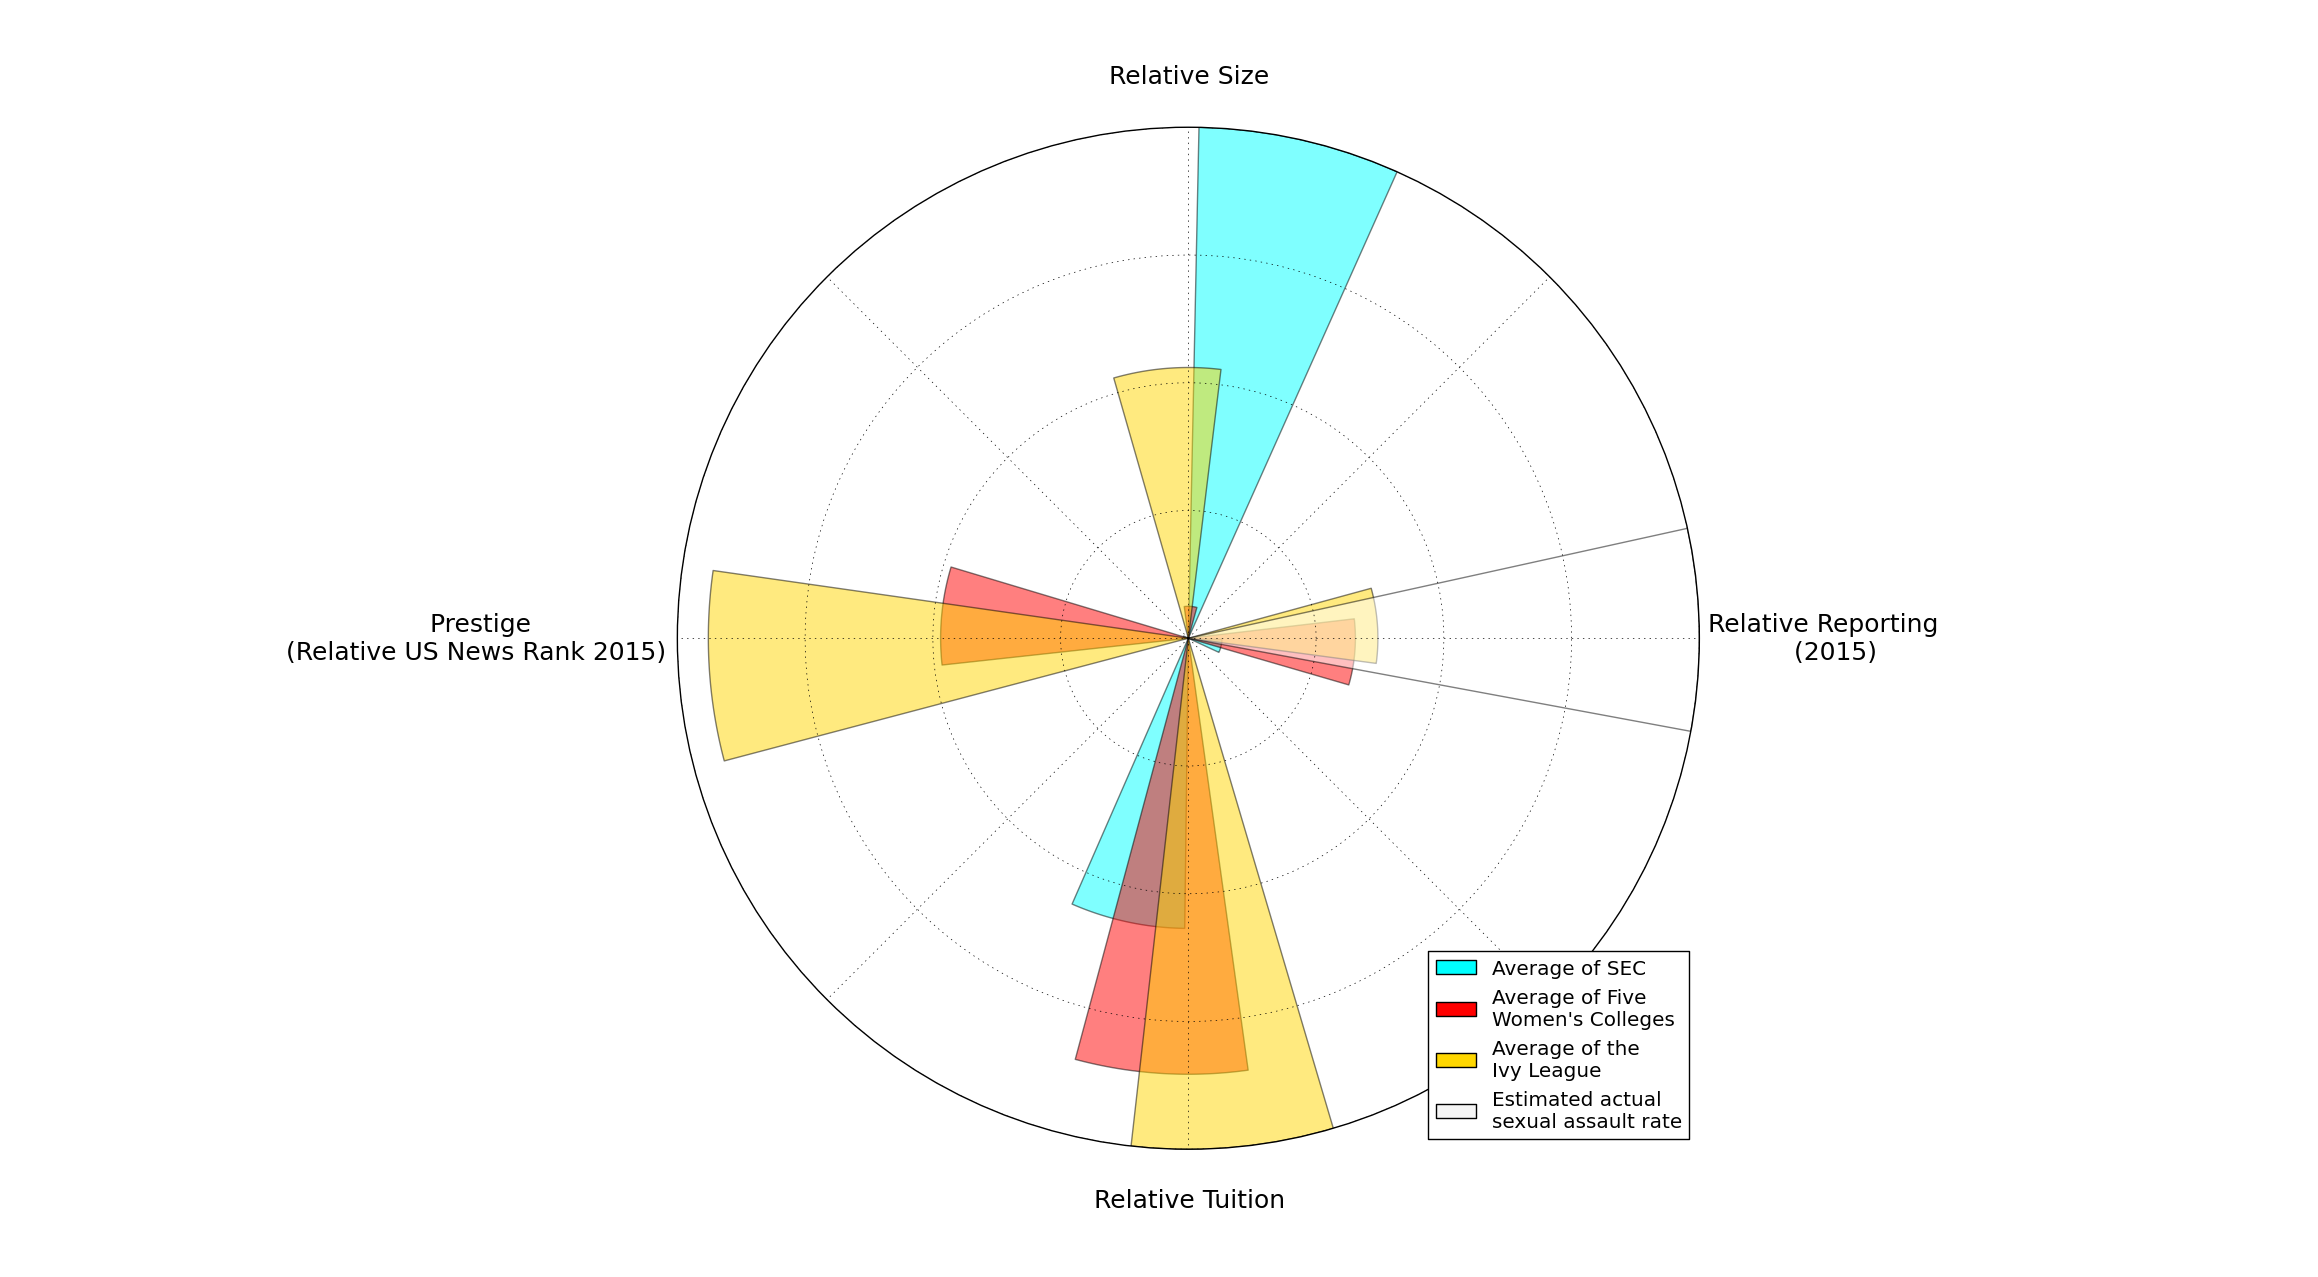 Relative Size
Prestige
(Relative US News Rank 2015)
Relative Reporting
(2015)
Average of SEC
Average of Five
Women's Colleges
Average of the
Ivy League
Estimated actual
sexual assault rate
Relative Tuition